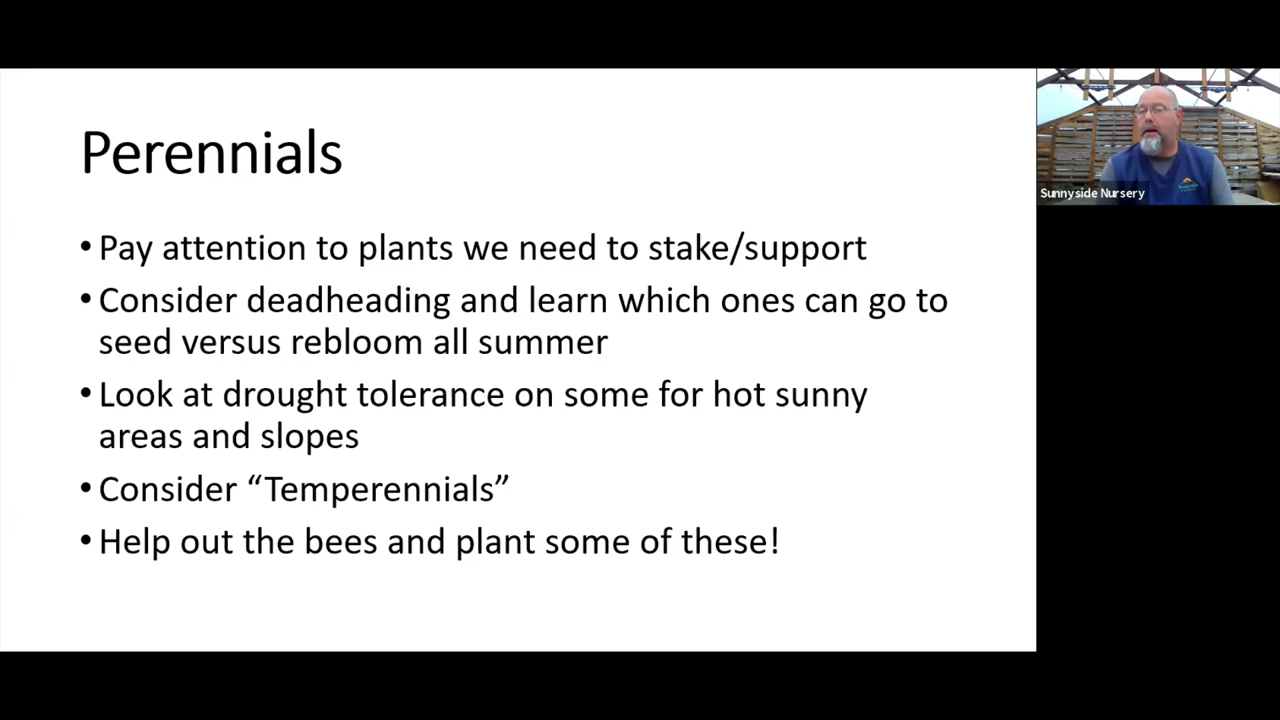 Perennials
• Pay attention to plants we need to stake/support
• Consider deadheading and learn which ones can go to
seed versus rebloom all summer
• Look at drought tolerance on some for hot sunny
areas and slopes
• Consider “Temperennials”
• Help out the bees and plant some of these!
Sunnyside Nursery